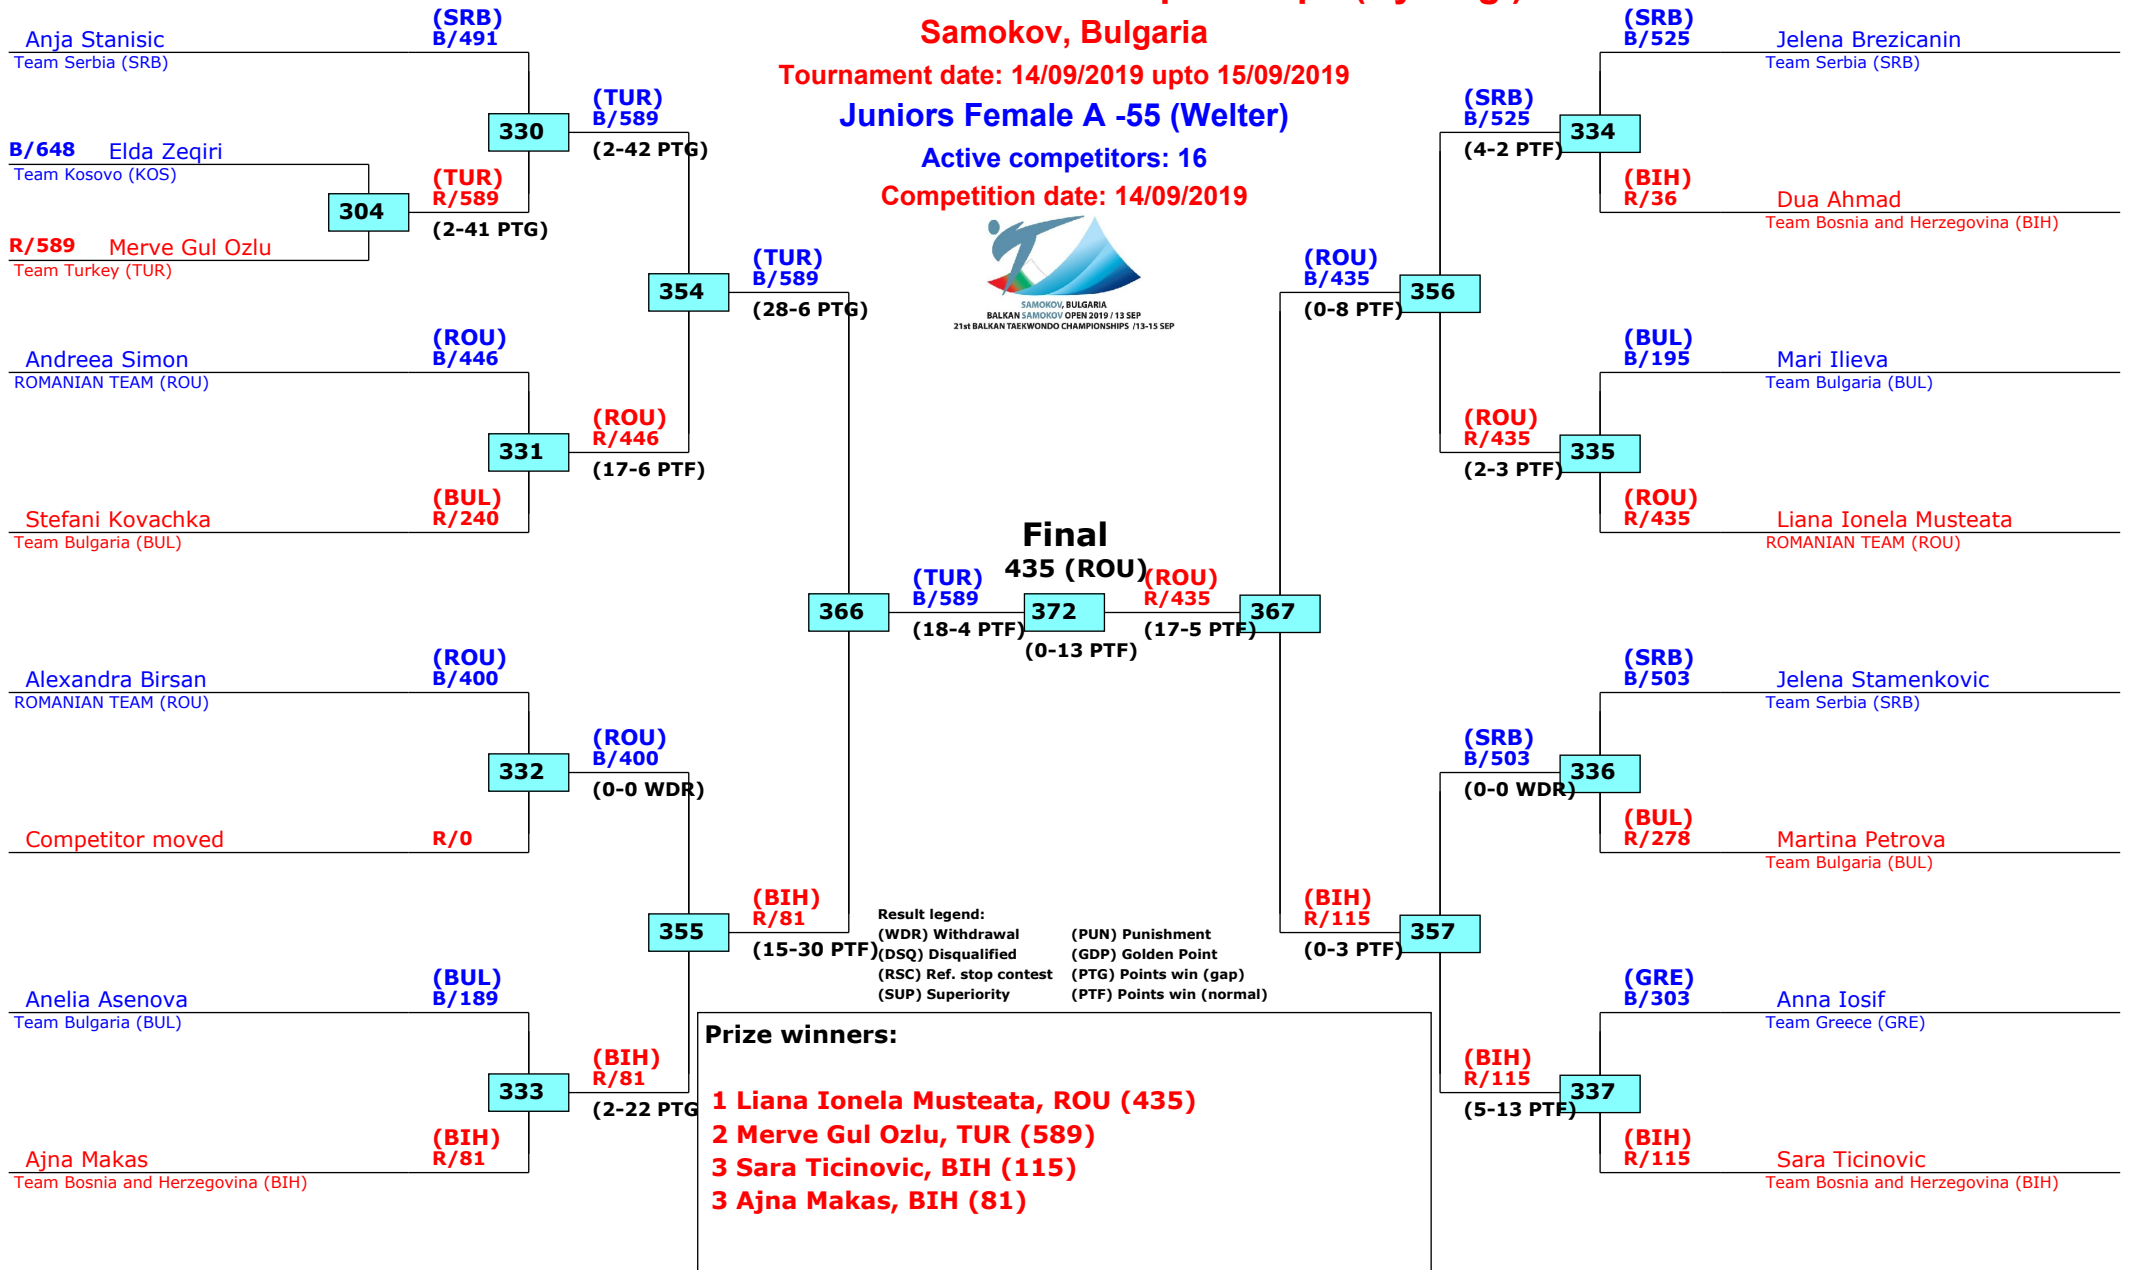 Samokov, Bulgaria
Tournament date: 14/09/2019 upto 15/09/2019
Juniors Female A -55 (Welter)
Active competitors: 16
Competition date: 14/09/2019
SAMOKOV, BULGARIA
BALKAN SAMOKOV OPEN 2019 / 13 SEP
21st BALKAN TAEKWONDO CHAMPIONSHIPS /13-15 SEP
Anja Stanisic
Team Serbia (SRB)
(SRB)
B/491
B/648 Elda Zeqiri
Team Kosovo (KOS)
R/589 Merve Gul Ozlu
Team Turkey (TUR)
304
(TUR)
R/589
(2-41 PTG)
330
(TUR)
B/589
(2-42 PTG)
Andreea Simon
ROMANIAN TEAM (ROU)
(ROU)
B/446
Stefani Kovachka
Team Bulgaria (BUL)
(BUL)
R/240
331
(ROU)
R/446
(17-6 PTF)
354
(TUR)
B/589
(28-6 PTG)
Alexandra Birsan
ROMANIAN TEAM (ROU)
(ROU)
B/400
Competitor moved
R/0
332
(ROU)
B/400
(0-0 WDR)
Anelia Asenova
Team Bulgaria (BUL)
(BUL)
B/189
Ajna Makas
Team Bosnia and Herzegovina (BIH)
(BIH)
R/81
333
(BIH)
R/81
(2-22 PTG
355
(BIH)
R/81
(15-30 PTF)
366
(TUR)
B/589
(18-4 PTF)
Final
435 (ROU)
372
(0-13 PTF)
(ROU)
R/435
(17-5 PTF)
367
(ROU)
B/435
(0-8 PTF)
356
(SRB)
B/525
(4-2 PTF)
334
(SRB)
B/525
Jelena Brezicanin
Team Serbia (SRB)
(BIH)
R/36
Dua Ahmad
Team Bosnia and Herzegovina (BIH)
(ROU)
R/435
(2-3 PTF)
335
(BUL)
B/195
Mari Ilieva
Team Bulgaria (BUL)
(ROU)
R/435
Liana Ionela Musteata
ROMANIAN TEAM (ROU)
(BIH)
R/115
(0-3 PTF)
357
(SRB)
B/503
(0-0 WDR)
336
(SRB)
B/503
Jelena Stamenkovic
Team Serbia (SRB)
(BUL)
R/278
Martina Petrova
Team Bulgaria (BUL)
(BIH)
R/115
(5-13 PTF)
337
(GRE)
B/303
Anna Iosif
Team Greece (GRE)
(BIH)
R/115
Sara Ticinovic
Team Bosnia and Herzegovina (BIH)
Result legend:
(WDR) Withdrawal (PUN) Punishment
(DSQ) Disqualified (GDP) Golden Point
(RSC) Ref. stop contest (PTG) Points win (gap)
(SUP) Superiority (PTF) Points win (normal)
Prize winners:
1 Liana Ionela Musteata, ROU (435)
2 Merve Gul Ozlu, TUR (589)
3 Sara Ticinovic, BIH (115)
3 Ajna Makas, BIH (81)